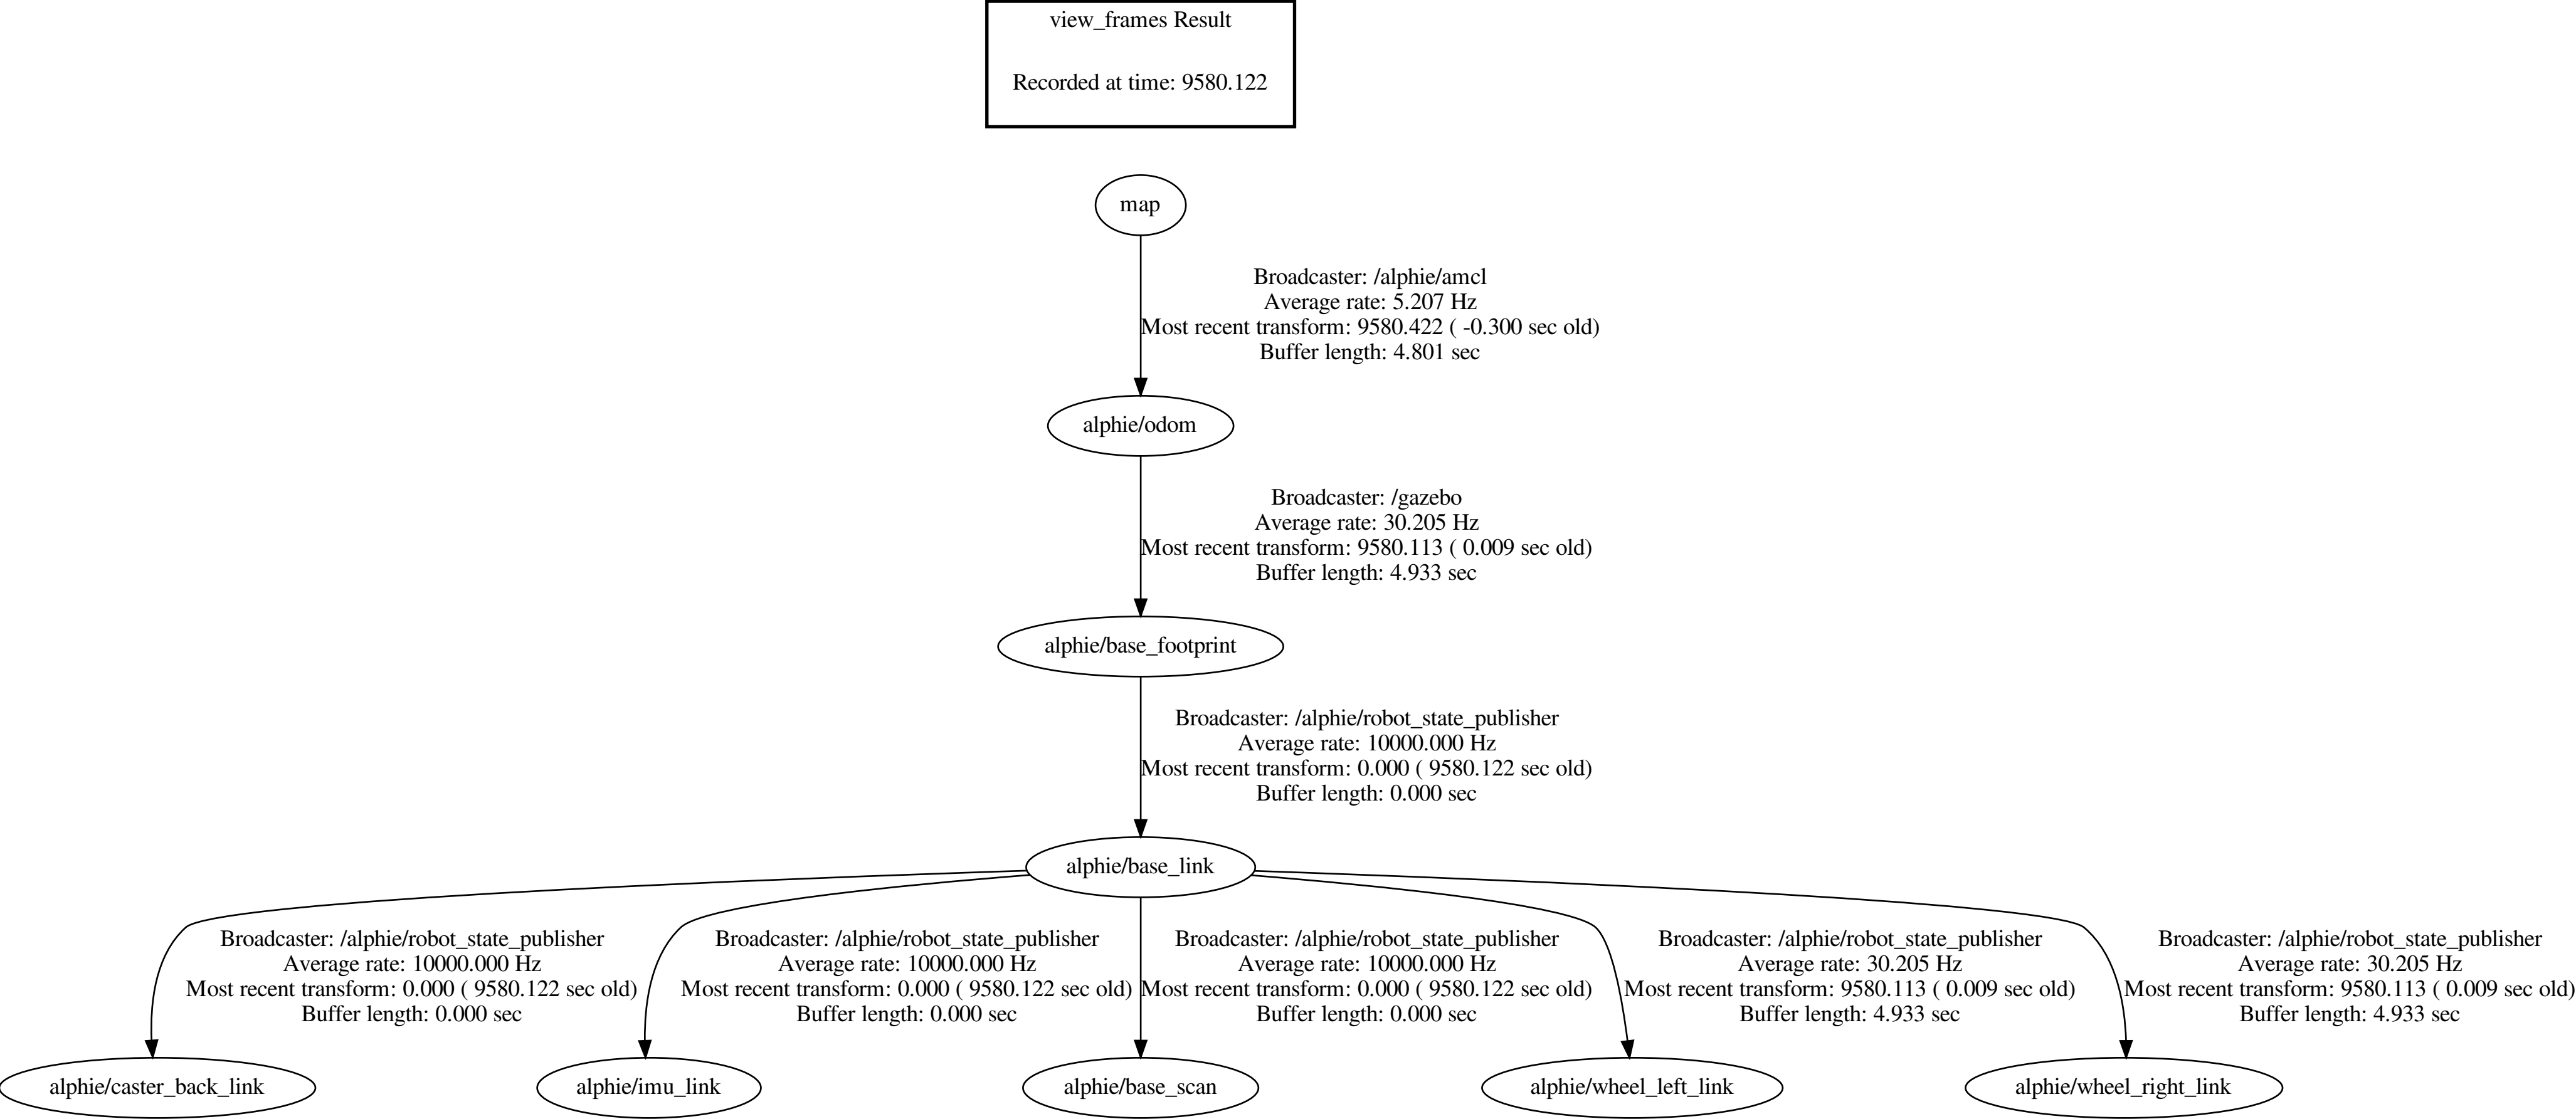 view_frames Result
Recorded at time: 9580.122
map
Broadcaster: /alphie/amcl
Average rate: 5.207 Hz
Most recent transform: 9580.422 ( -0.300 sec old)
Buffer length: 4.801 sec
alphie/odom
Broadcaster: /gazebo
Average rate: 30.205 Hz
Most recent transform: 9580.113 ( 0.009 sec old)
Buffer length: 4.933 sec
alphie/base_footprint
Broadcaster: /alphie/robot_state_publisher
Average rate: 10000.000 Hz
Most recent transform: 0.000 ( 9580.122 sec old)
Buffer length: 0.000 sec
alphie/base_link
Broadcaster: /alphie/robot_state_publisher
Average rate: 10000.000 Hz
Most recent transform: 0.000 ( 9580.122 sec old)
Buffer length: 0.000 sec
Broadcaster: /alphie/robot_state_publisher
Average rate: 10000.000 Hz
Most recent transform: 0.000 ( 9580.122 sec old)
Buffer length: 0.000 sec
Broadcaster: /alphie/robot_state_publisher
Average rate: 10000.000 Hz
Most recent transform: 0.000 ( 9580.122 sec old)
Buffer length: 0.000 sec
Broadcaster: /alphie/robot_state_publisher
Average rate: 30.205 Hz
Most recent transform: 9580.113 ( 0.009 sec old)
Buffer length: 4.933 sec
Broadcaster: /alphie/robot_state_publisher
Average rate: 30.205 Hz
Most recent transform: 9580.113 ( 0.009 sec old)
Buffer length: 4.933 sec
alphie/caster_back_link
alphie/imu_link
alphie/base_scan
alphie/wheel_left_link
alphie/wheel_right_link